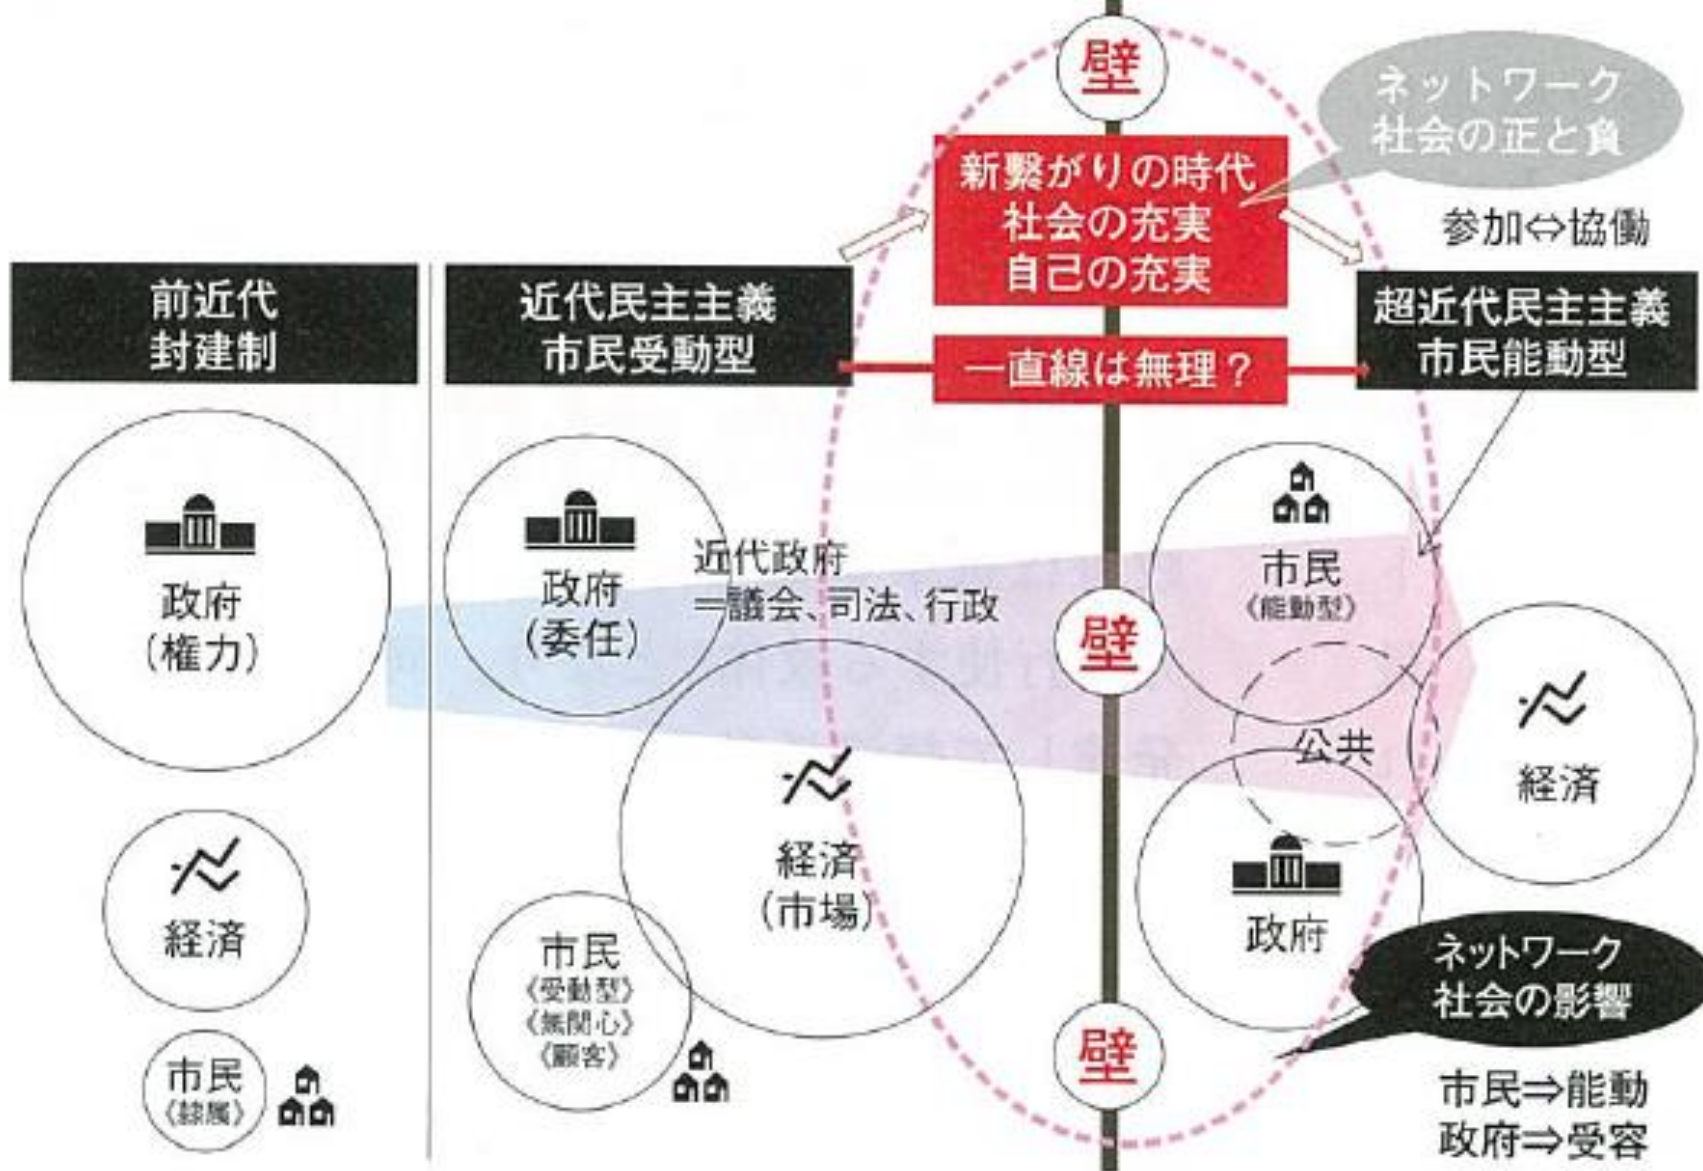 壁
ネットワーク
社会の正と負
新繋がりの時代
社会の充実
自己の充実
参加⇔協働
前近代
封建制
近代民主主義
市民受動型
超近代民主主義
市民能動型
一直線は無理？
政府
(権力)
経済
市民
《隷属》
政府
(委任)
近代政府
＝議会、司法、行政
経済
(市場)
市民
《受動型》
《無関心》
《顧客》
壁
市民
《能動型》
公共
経済
政府
ネットワーク
社会の影響
壁
市民⇒能動
政府⇒受容